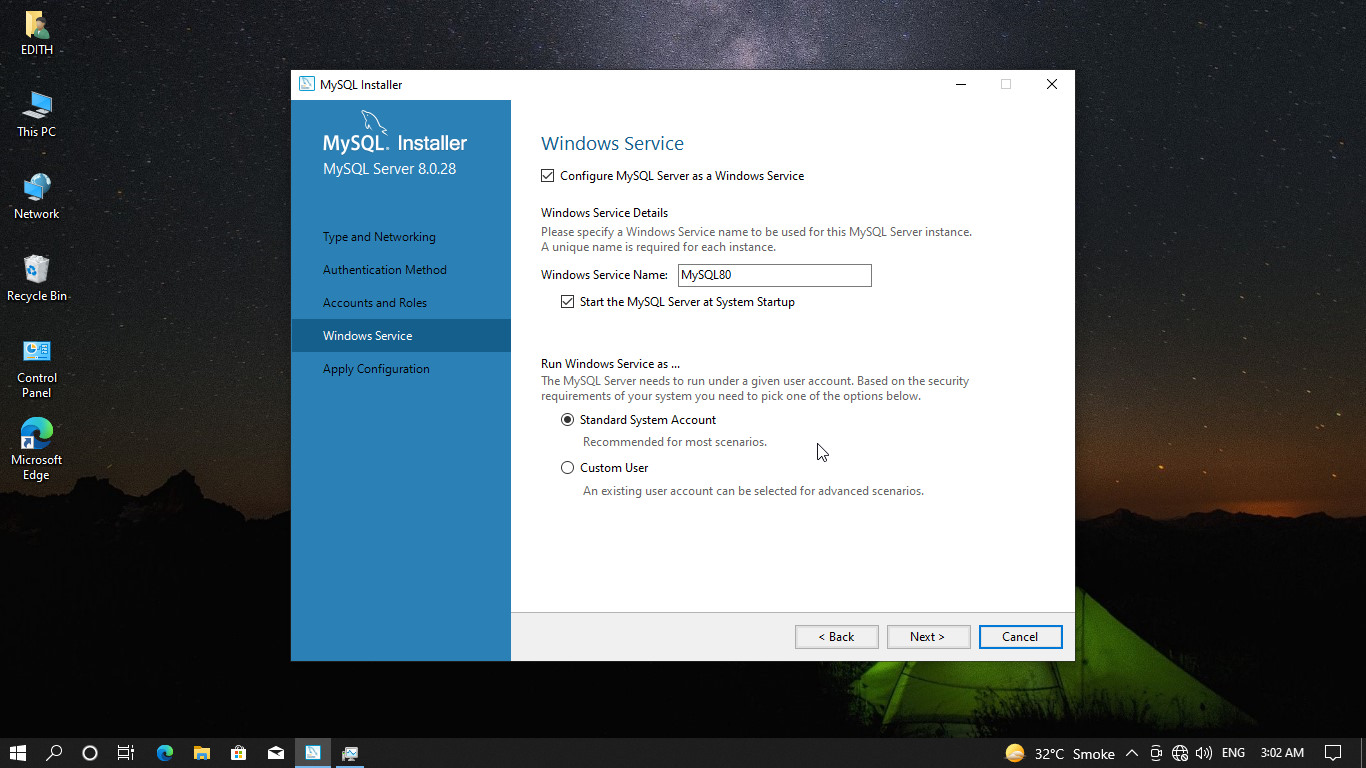 EDITH
This PC
Network
Recycle Bin
Control
Panel
Microsoft
Edge
MySQL Installer
MySQL. Installer
MySQL Server 8.0.28
Type and Networking
Authentication Method
Accounts and Roles
Windows Service
Apply Configuration
Windows Service
Configure MySQL Server as a Windows Service
Windows Service Details
Please specify a Windows Service name to be used for this MySQL Server instance.
A unique name is required for each instance.
Windows Service Name: MySQL80
Start the MySQL Server at System Startup
Run Windows Service as ...
The MySQL Server needs to run under a given user account. Based on the security
requirements of your system you need to pick one of the options below.
Standard System Account
Recommended for most scenarios.
Custom User
An existing user account can be selected for advanced scenarios.
< Back Next > Cancel
32°C Smoke ENG 3:02 AM